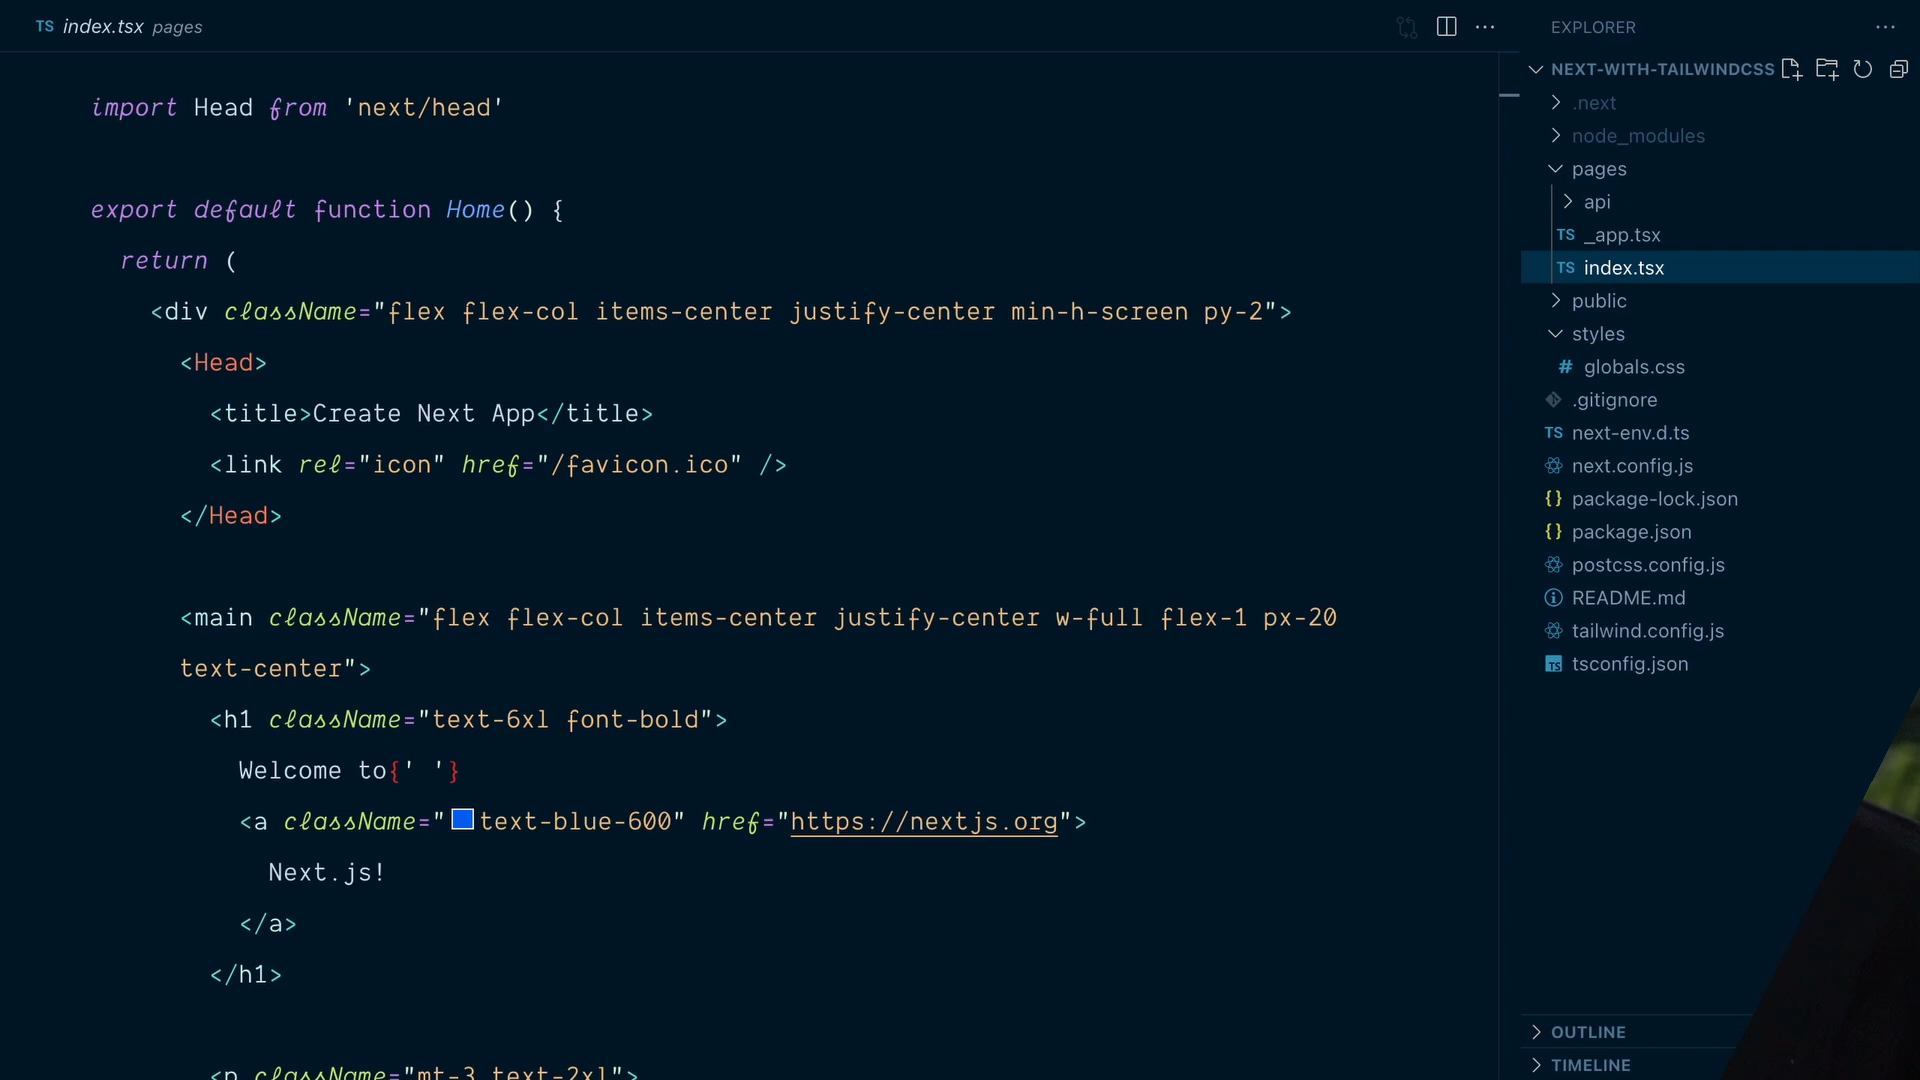 TS index.tsx pages
import Head from 'next/head'
export default function Home() {
return (
<div className="flex flex-col items-center justify-center min-h-screen py-2">
<Head>
<title>Create Next App</title>
<link rel="icon" href="/favicon.ico" />
</Head>
<main className="flex flex-col items-center justify-center w-full flex-1 px-20
text-center">
<h1 className="text-6xl font-bold">
Welcome to{' '}
<a className="text-blue-600" href="https://nextjs.org">
Next.js!
</a>
</h1>
<p className="mt-3 text-2xl">
EXPLORER
NEXT-WITH-TAILWINDCSS
.next
node_modules
pages
api
TS _app.tsx
TS index.tsx
public
styles
# globals.css
.gitignore
TS next-env.d.ts
next.config.js
{} package-lock.json
{} package.json
postcss.config.js
README.md
tailwind.config.js
TS tsconfig.json
OUTLINE
TIMELINE